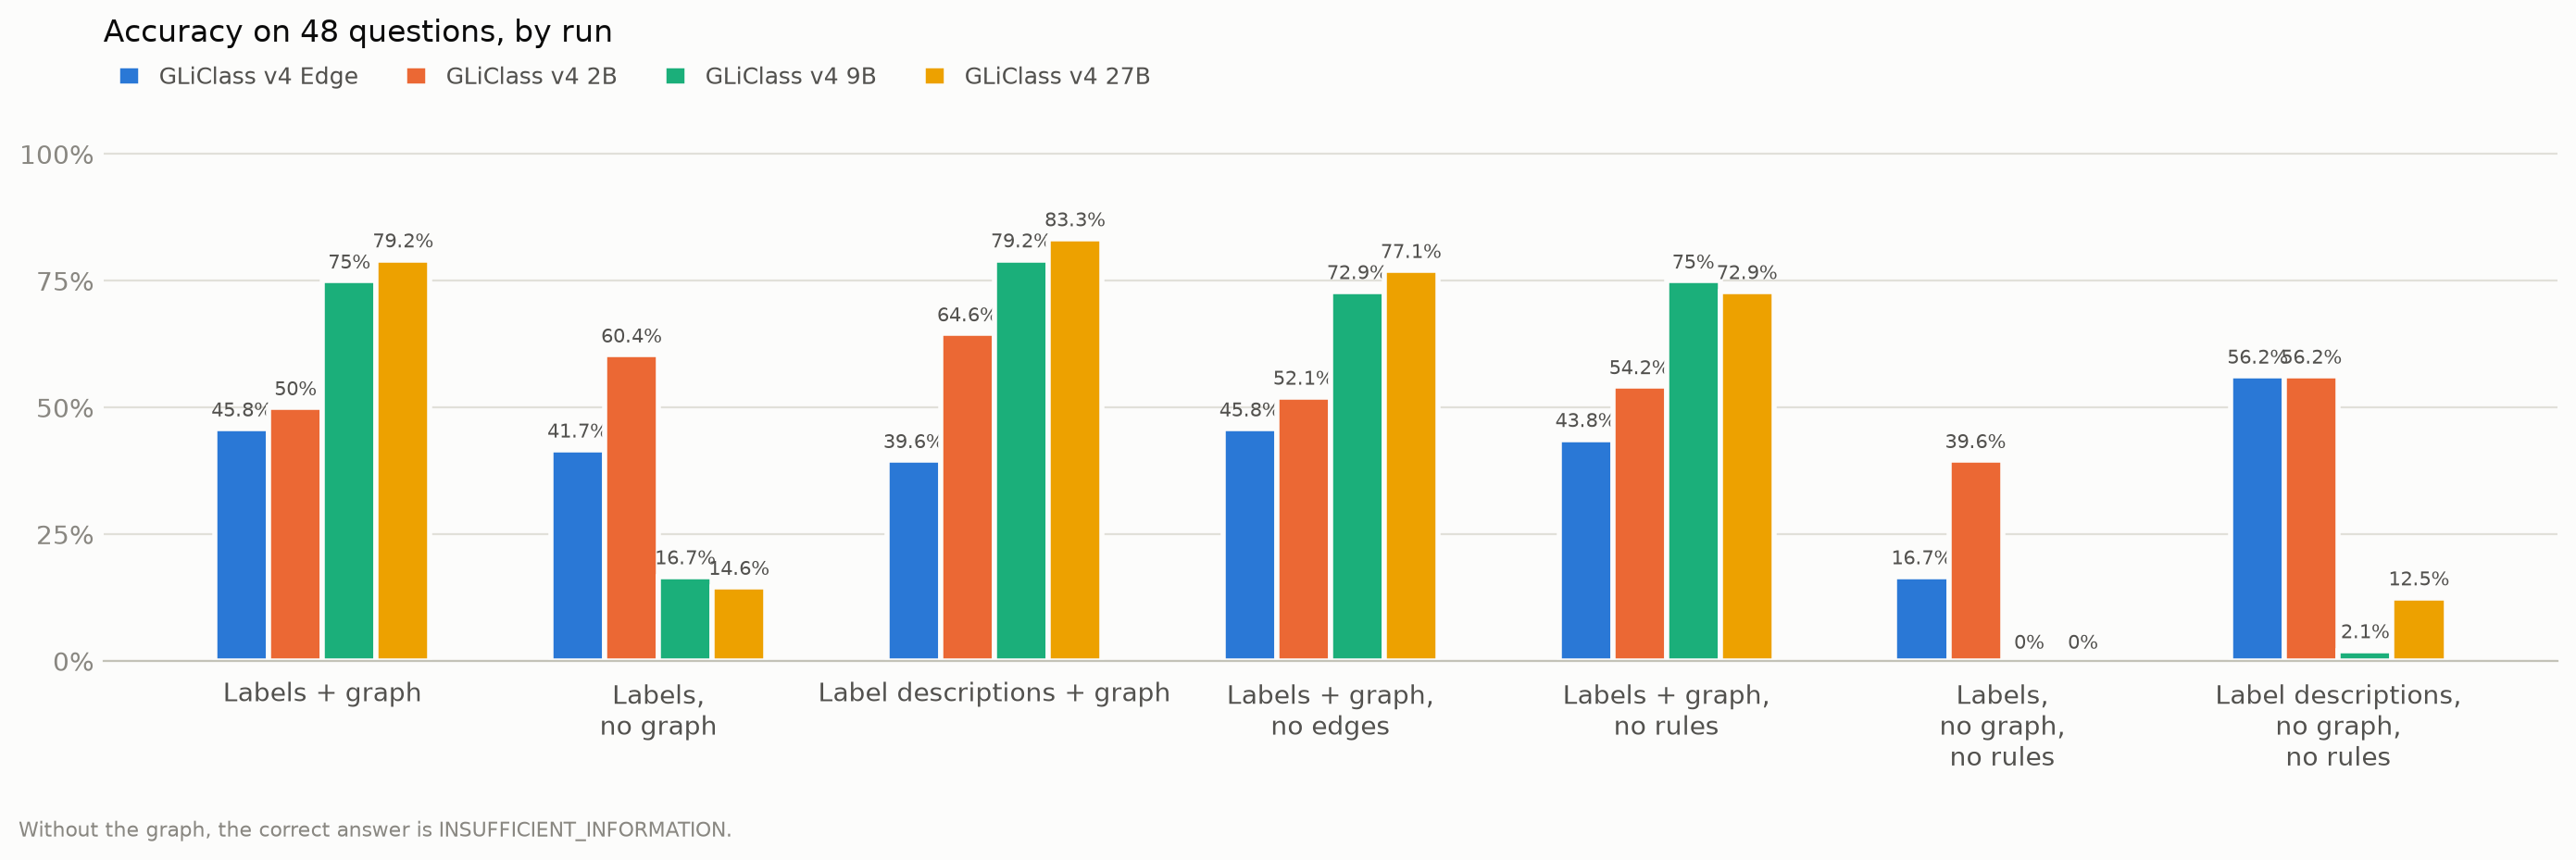 Accuracy on 48 questions, by run
GLiClass v4 Edge GLiClass v4 2B GLiClass v4 9B GLiClass v4 27B
100%
75%
50%
25%
0%
45.8% 50% 75% 79.2%
41.7% 60.4% 16.7% 14.6%
39.6% 64.6% 79.2% 83.3%
45.8% 52.1% 72.9% 77.1%
43.8% 54.2% 75% 72.9%
16.7% 39.6% 0% 0%
56.2% 56.2% 2.1% 12.5%
Labels + graph
Labels,
no graph
Label descriptions + graph
Labels + graph,
no edges
Labels + graph,
no rules
Labels,
no graph,
no rules
Label descriptions,
no graph,
no rules
Without the graph, the correct answer is INSUFFICIENT_INFORMATION.